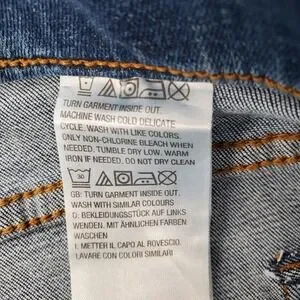 TURN GARMENT INSIDE OUT.
MACHINE WASH COLD DELICATE
CYCLE. WASH WITH LIKE COLORS.
ONLY NON-CHLORINE BLEACH WHEN
NEEDED. TUMBLE DRY LOW. WARM
IRON IF NEEDED. DO NOT DRY CLEAN
30
GB: TURN GARMENT INSIDE OUT.
WASH WITH SIMILAR COLOURS
D: BEKLEIDUNGSSTÜCK AUF LINKS
WENDEN. MIT ÄHNLICHEN FARBEN
WASCHEN
I: METTER IL CAPO AL ROVESCIO.
LAVARE CON COLORI SIMILARI